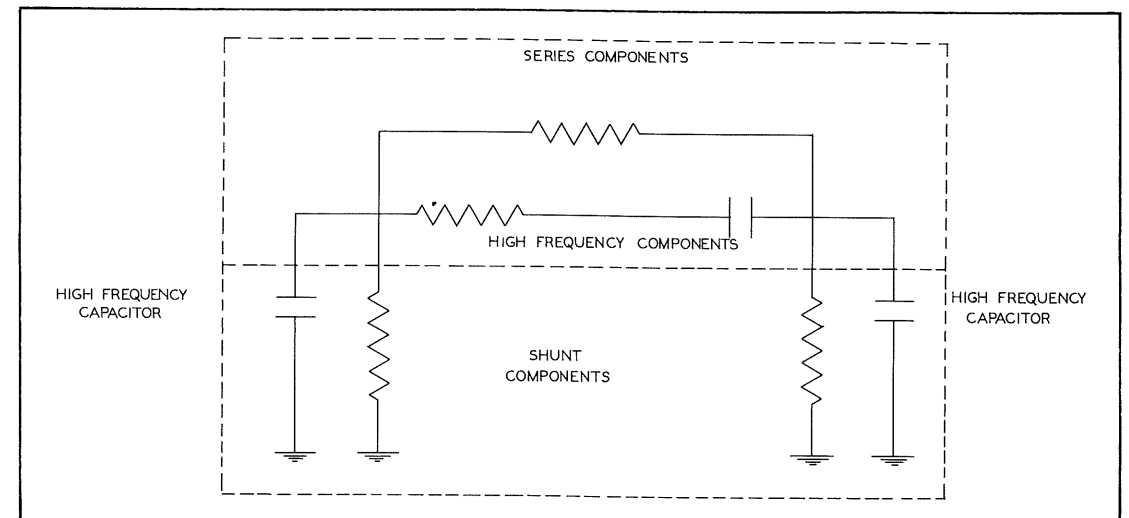 SERIES COMPONENTS
HIGH FREQUENCY COMPONENTS
HIGH FREQUENCY
CAPACITOR
HIGH FREQUENCY
CAPACITOR
SHUNT
COMPONENTS